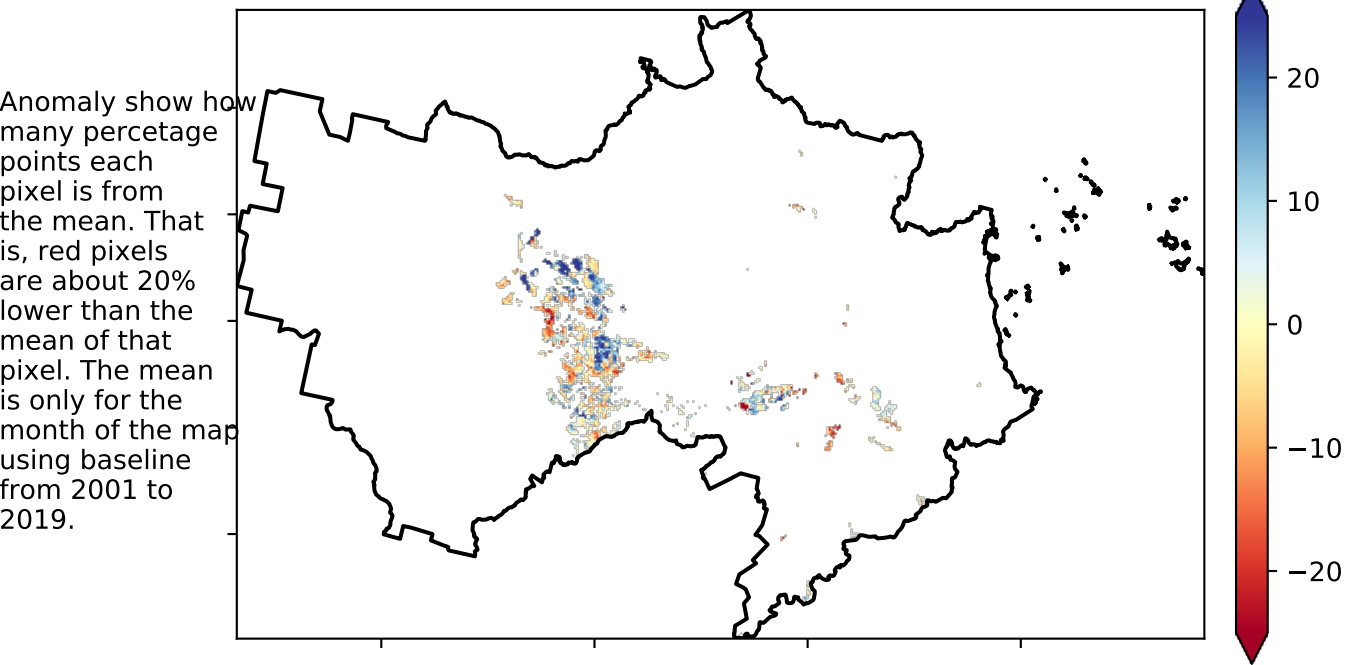 Anomaly show how
many percetage
points each
pixel is from
the mean. That
is, red pixels
are about 20%
lower than the
mean of that
pixel. The mean
is only for the
month of the map
using baseline
from 2001 to
2019.
20
10
0
−10
−20